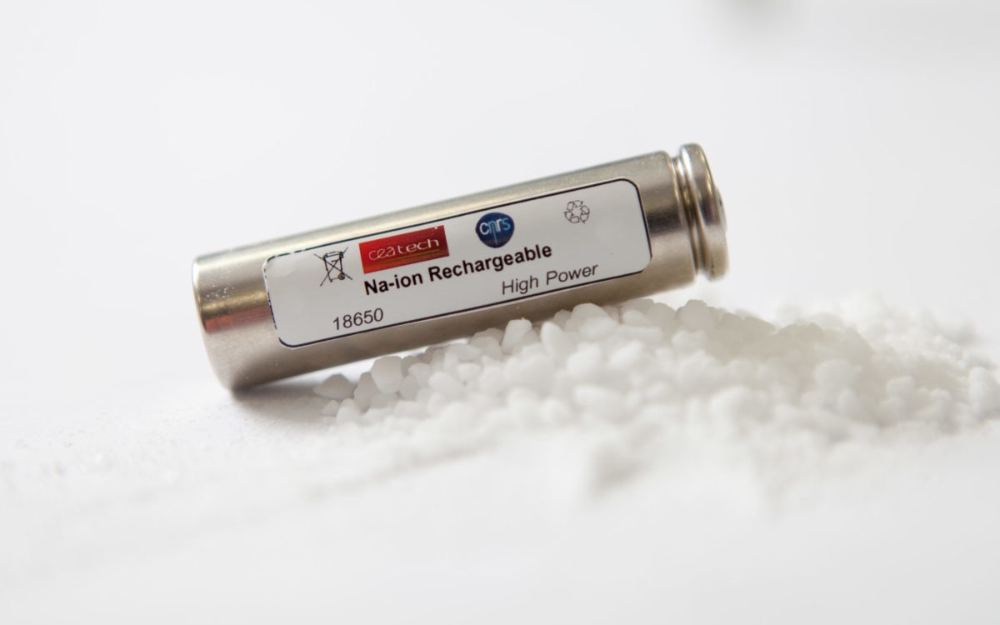 ceatech
cnrs
Na-ion Rechargeable
High Power
18650